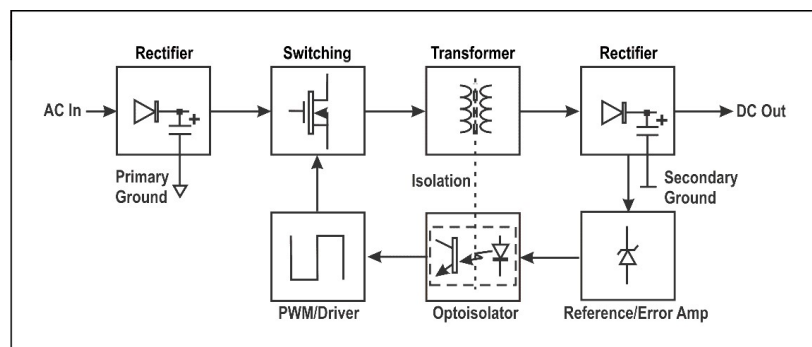 Rectifier
Switching
Transformer
Rectifier
AC In
+
+
DC Out
Primary
Ground
Isolation
Secondary
Ground
PWM/Driver
Optoisolator
Reference/Error Amp